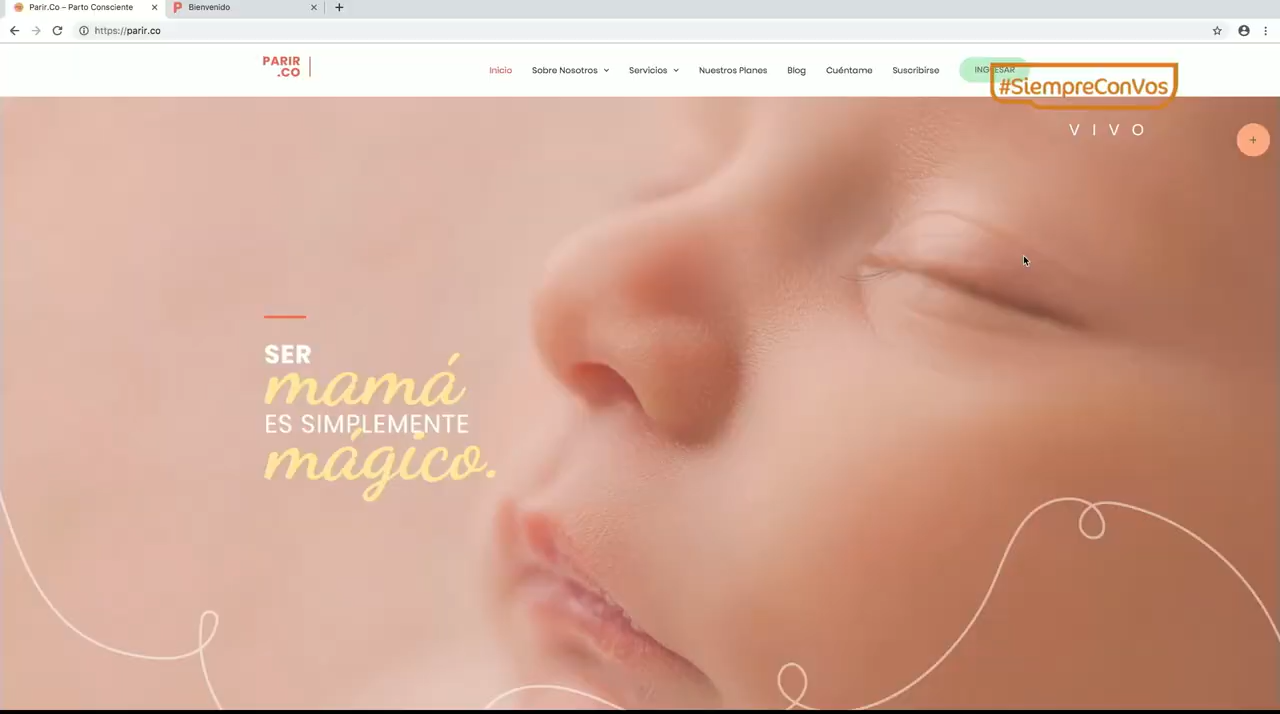 Parir.Co – Parto Consciente
Bienvenido
https://parir.co
PARIR
.CO
Inicio
Sobre Nosotros
Servicios
Nuestros Planes
Blog
Cuéntame
Suscribirse
INGRESAR
#SiempreConVos
VIVO
SER
mamá
ES SIMPLEMENTE
mágico.